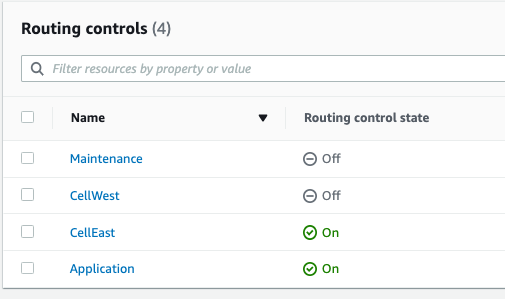 Routing controls (4)
Filter resources by property or value
Name Routing control state
Maintenance Off
CellWest Off
CellEast On
Application On